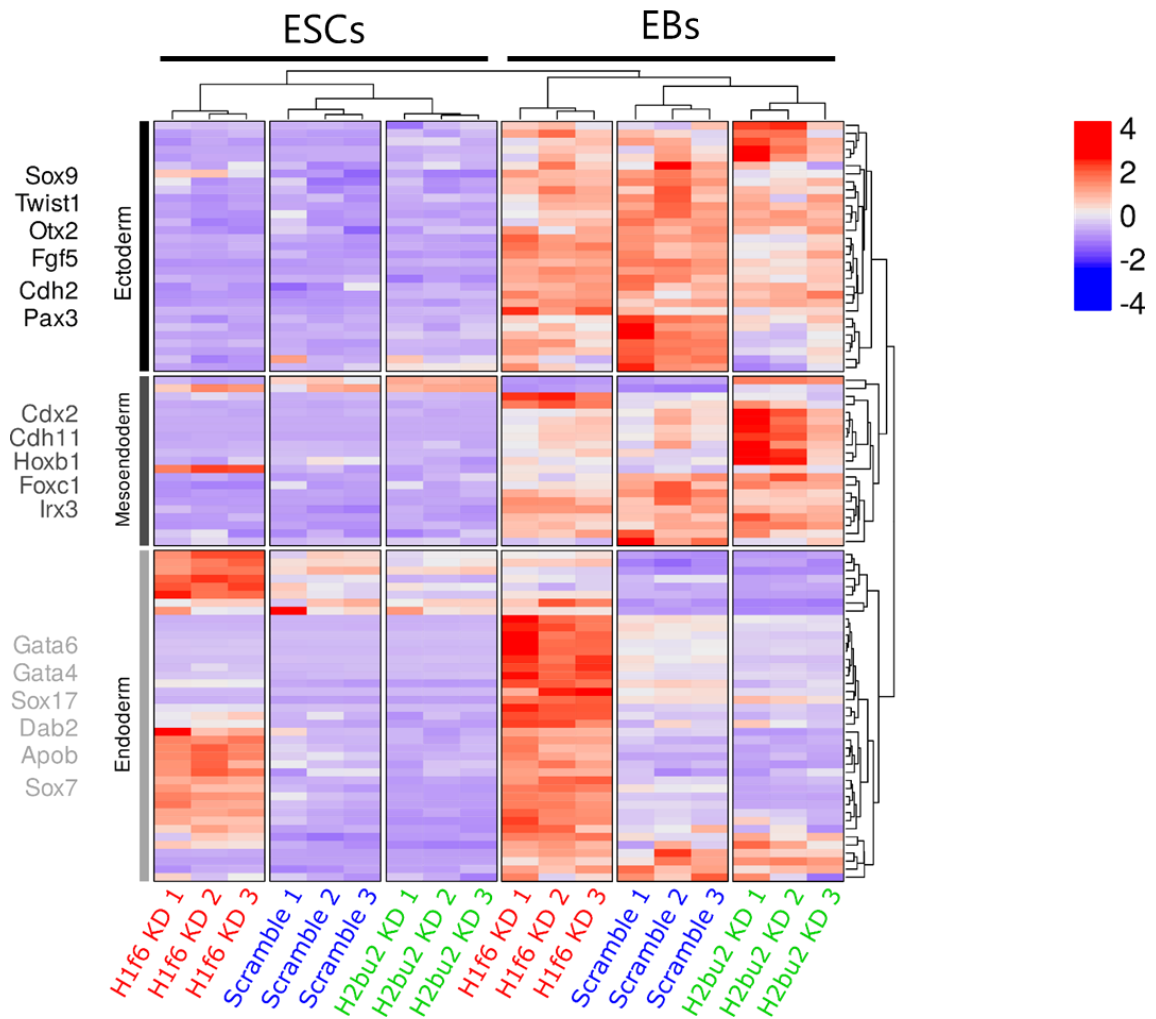 ESCs
EBs
4
2
0
-2
-4
Ectoderm
Sox9
Twist1
Otx2
Fgf5
Cdh2
Pax3
Mesoendoderm
Cdx2
Cdh11
Hoxb1
Foxc1
Irx3
Endoderm
Gata6
Gata4
Sox17
Dab2
Apob
Sox7
H1f6 KD 1
H1f6 KD 2
H1f6 KD 3
Scramble 1
Scramble 2
Scramble 3
H2bu2 KD 1
H2bu2 KD 2
H2bu2 KD 3
H1f6 KD 1
H1f6 KD 2
H1f6 KD 3
Scramble 1
Scramble 2
Scramble 3
H2bu2 KD 1
H2bu2 KD 2
H2bu2 KD 3